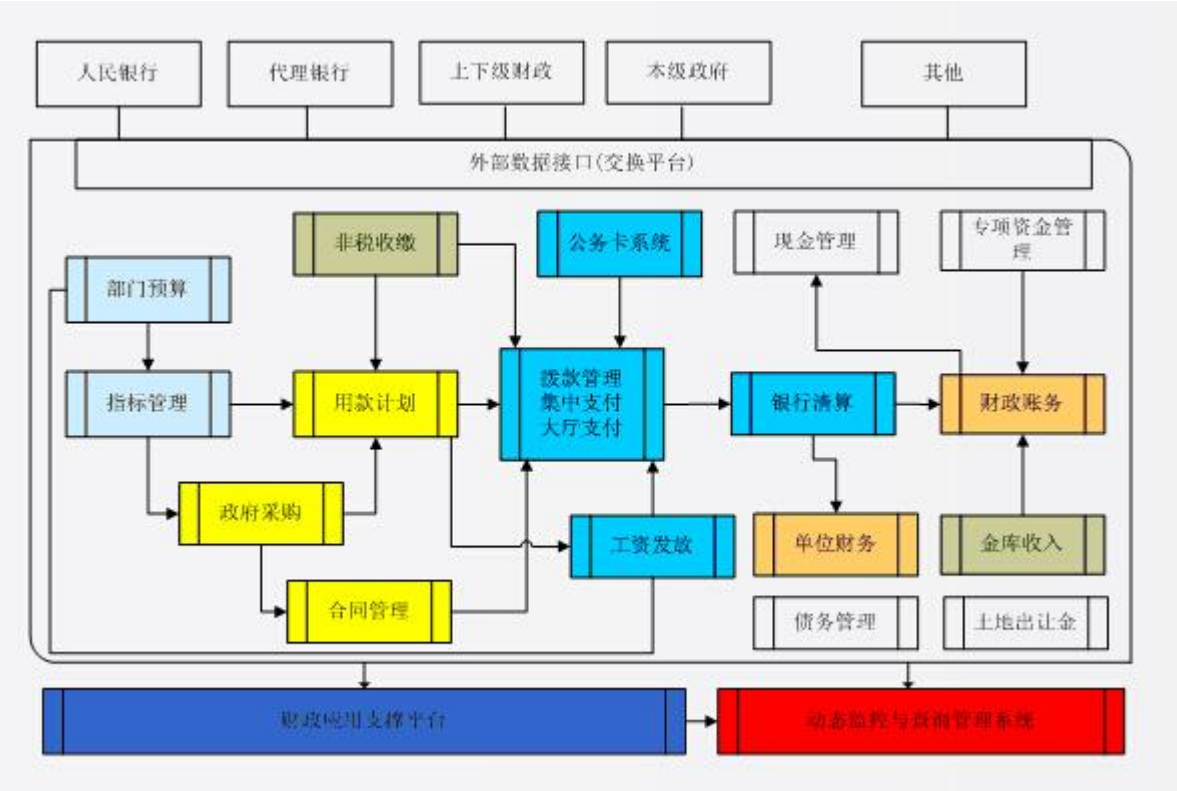 人民银行
代理银行
上下级财政
本级政府
其他
外部数据接口(交换平台)
非税收缴
公务卡系统
现金管理
专项资金管
理
部门预算
指标管理
用款计划
拨款管理
集中支付
大厅支付
银行清算
财政账务
政府采购
工资发放
单位财务
金库收入
合同管理
债务管理
土地出让金
财政应用支撑平台
动态监控与查询管理系统